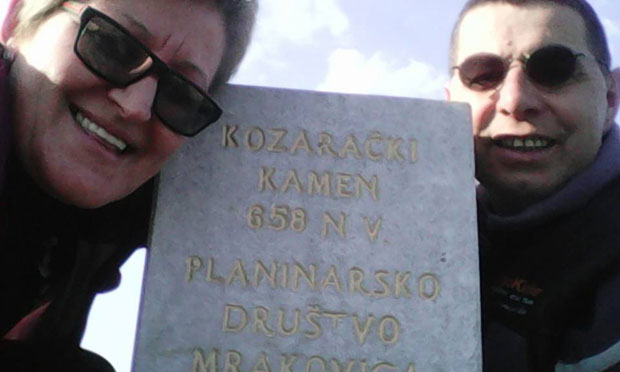 KOZARAČKI
KAMEN
658 N V.
PLANINARSKO
DRUŠTVO
MRAKOVICA